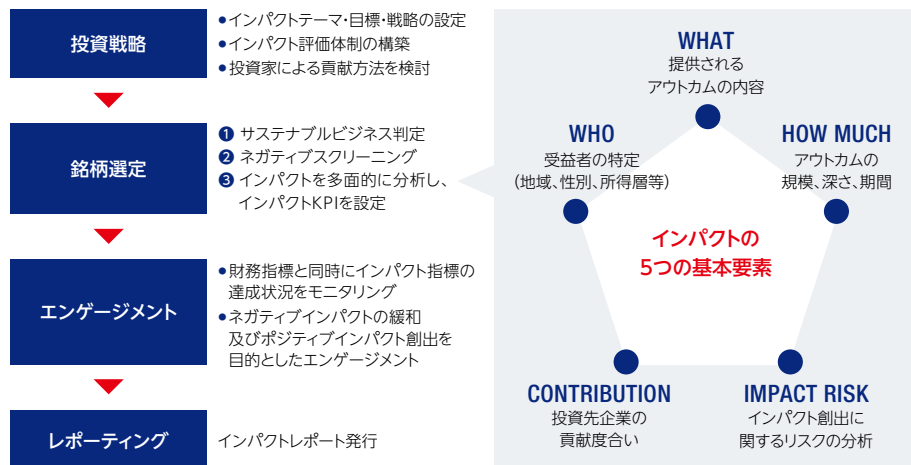 投資戦略
●インパクトテーマ・目標・戦略の設定
●インパクト評価体制の構築
●投資家による貢献方法を検討
銘柄選定
❶ サステナブルビジネス判定
❷ ネガティブスクリーニング
❸ インパクトを多面的に分析し、
インパクトKPIを設定
エンゲージメント
●財務指標と同時にインパクト指標の
達成状況をモニタリング
●ネガティブインパクトの緩和
及びポジティブインパクト創出を
目的としたエンゲージメント
レポーティング
インパクトレポート発行
WHAT
提供される
アウトカムの内容
WHO
受益者の特定
(地域、性別、所得層等)
HOW MUCH
アウトカムの
規模、深さ、期間
インパクトの
5つの基本要素
CONTRIBUTION
投資先企業の
貢献度合い
IMPACT RISK
インパクト創出に
関するリスクの分析